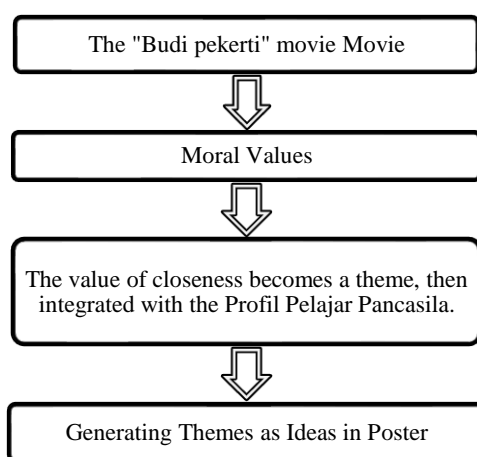 The "Budi pekerti" movie Movie
Moral Values
The value of closeness becomes a theme, then
integrated with the Profil Pelajar Pancasila.
Generating Themes as Ideas in Poster